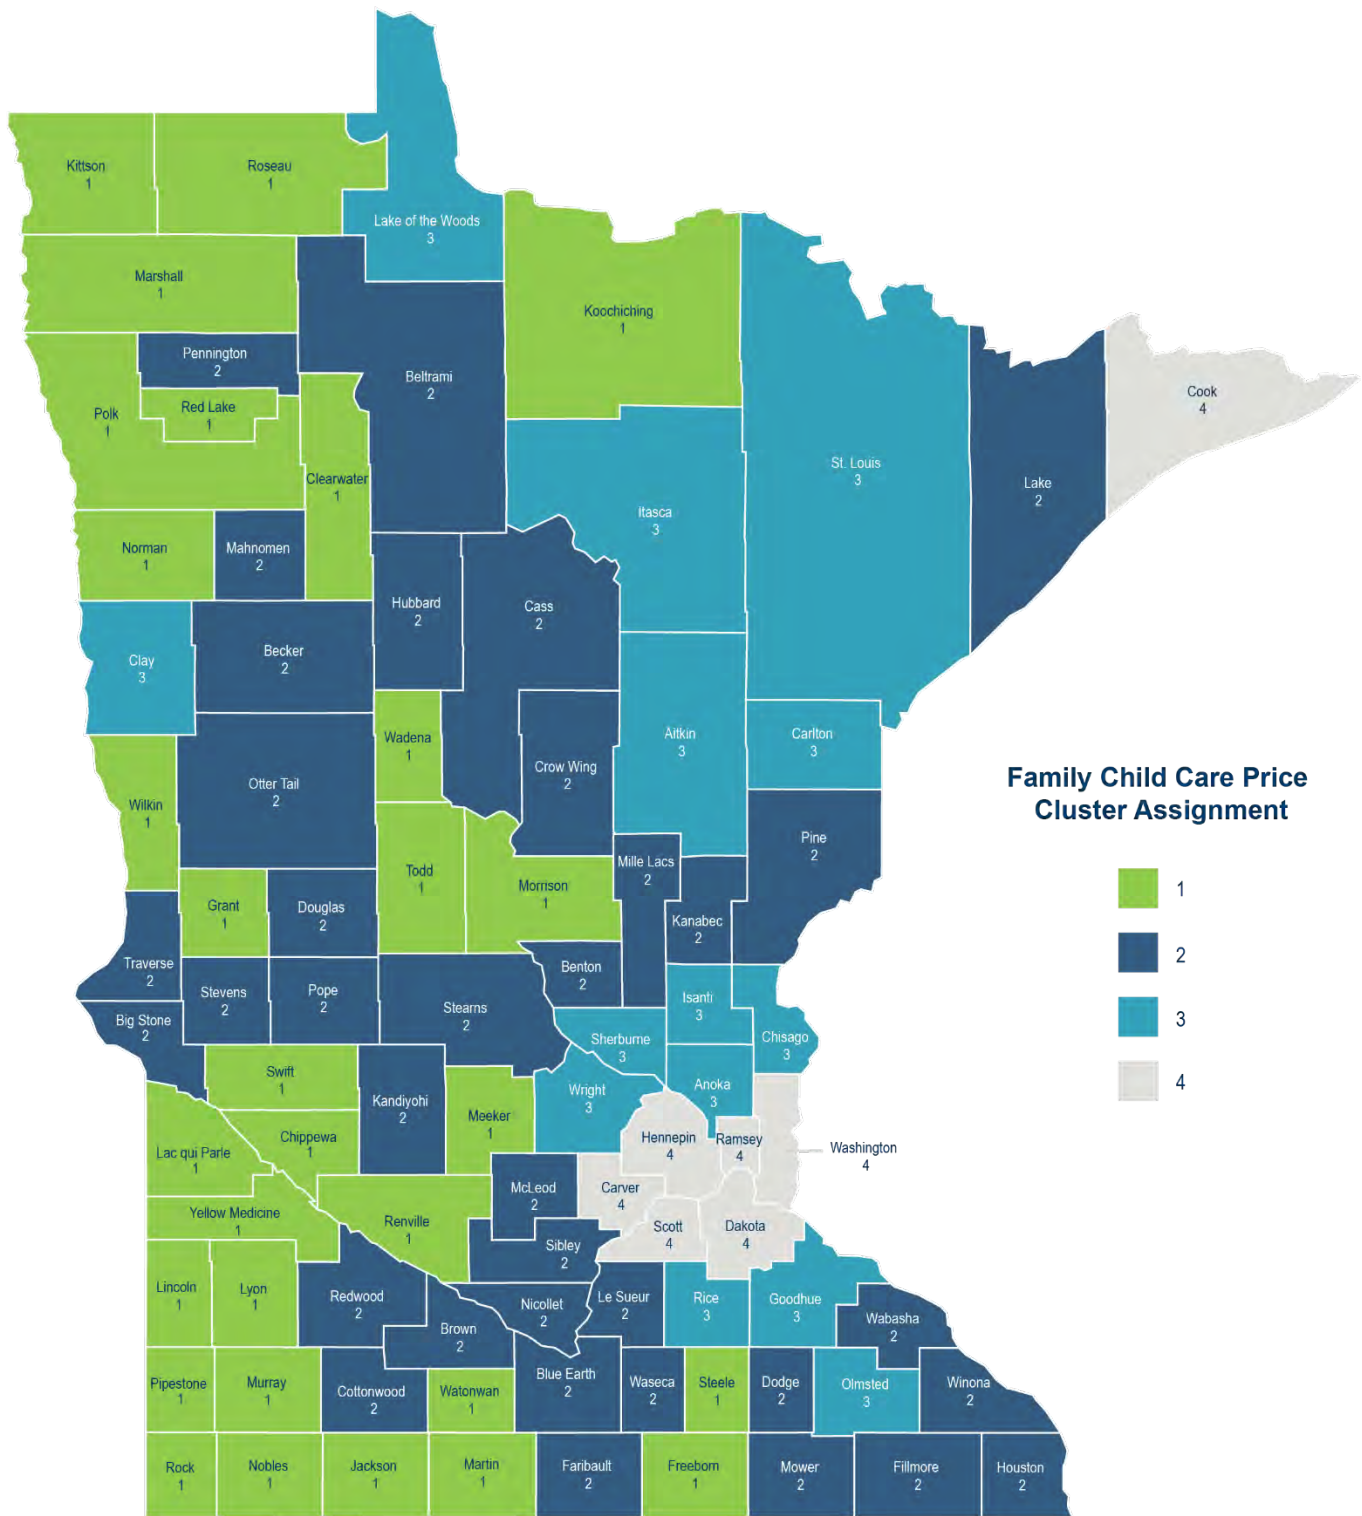 Kittson
1
Roseau
1
Lake of the Woods
3
Marshall
1
Koochiching
1
Pennington
2
Beltrami
2
Red Lake
1
Polk
1
Cook
4
St. Louis
3
Lake
2
Clearwater
1
Itasca
3
Norman
1
Mahnomen
2
Hubbard
2
Cass
2
Clay
3
Becker
2
Wadena
1
Aitkin
3
Carlton
3
Crow Wing
2
Otter Tail
2
Family Child Care Price
Cluster Assignment
Wilkin
1
Pine
2
Todd
1
Mille Lacs
2
Morrison
1
1
Grant
1
Douglas
2
Kanabec
2
2
Traverse
2
Stevens
2
Pope
2
Benton
2
Stearns
2
Isanti
3
3
Big Stone
2
Sherburne
3
Chisago
3
Swift
1
4
Kandiyohi
2
Wright
3
Anoka
3
Meeker
1
Chippewa
1
Hennepin
4
Ramsey
4
Washington
4
Lac qui Parle
1
McLeod
2
Carver
4
Yellow Medicine
1
Renville
1
Scott
4
Dakota
4
Sibley
2
Lincoln
1
Lyon
1
Redwood
2
Nicollet
2
Le Sueur
2
Rice
3
Goodhue
3
Wabasha
2
Brown
2
Pipestone
1
Murray
1
Cottonwood
2
Watonwan
1
Blue Earth
2
Waseca
2
Steele
1
Dodge
2
Olmsted
3
Winona
2
Rock
1
Nobles
1
Jackson
1
Martin
1
Faribault
2
Freeborn
1
Mower
2
Fillmore
2
Houston
2